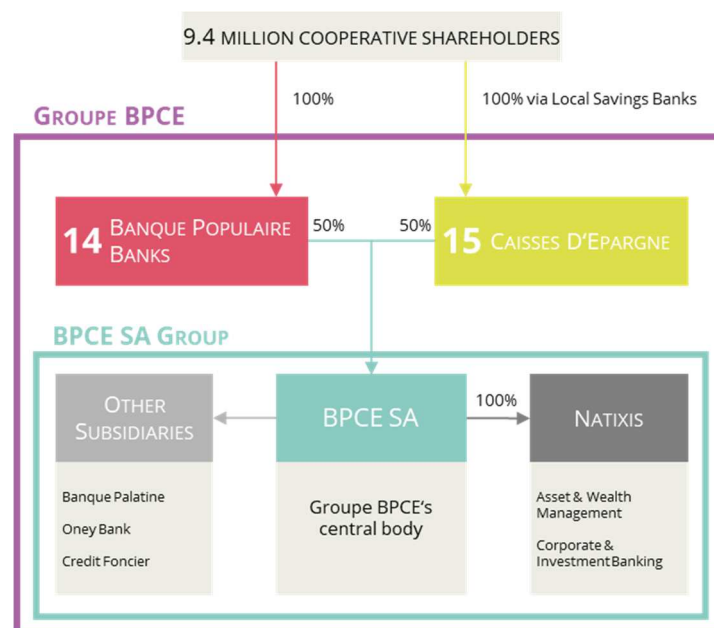 9.4 MILLION COOPERATIVE SHAREHOLDERS
100%
100% via Local Savings Banks
GROUPE BPCE
14 BANQUE POPULAIRE
BANKS
50%
50%
15 CAISSES D'EPARGNE
BPCE SA GROUP
OTHER
SUBSIDIARIES
BPCE SA
100%
NATIXIS
Banque Palatine
Oney Bank
Credit Foncier
Groupe BPCE‘s
central body
Asset & Wealth
Management
Corporate &
InvestmentBanking